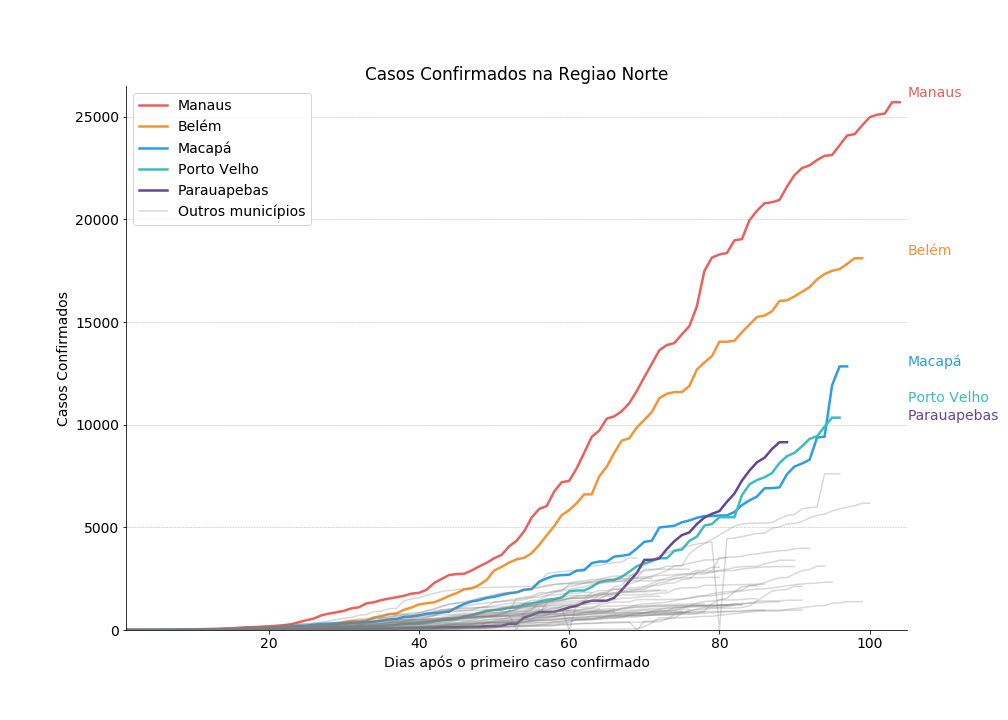 Casos Confirmados na Regiao Norte
Manaus
Belém
Macapá
Porto Velho
Parauapebas
Outros municípios
Manaus
Belém
Macapá
Porto Velho
Parauapebas
25000
20000
15000
10000
5000
0
Casos Confirmados
20 40 60 80 100
Dias após o primeiro caso confirmado